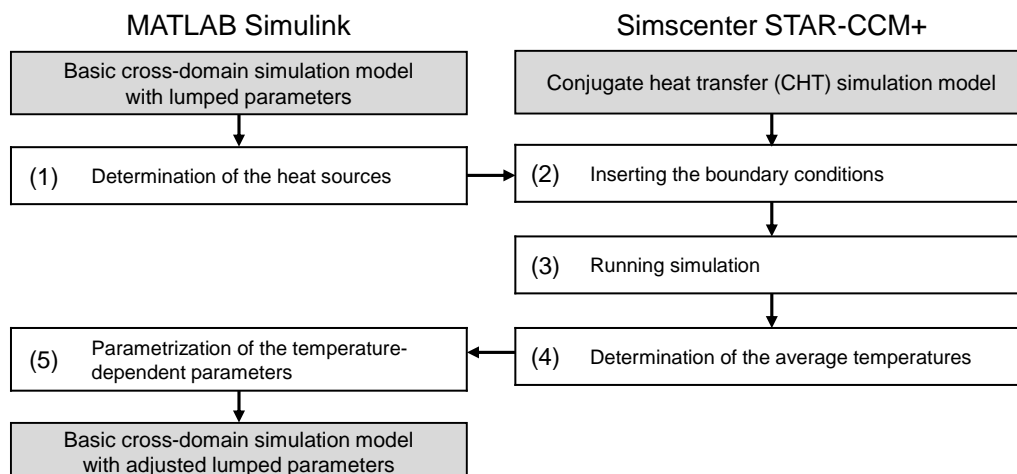 MATLAB Simulink
Basic cross-domain simulation model
with lumped parameters
(1) Determination of the heat sources
Simscenter STAR-CCM+
Conjugate heat transfer (CHT) simulation model
(2) Inserting the boundary conditions
(3) Running simulation
(4) Determination of the average temperatures
(5) Parametrization of the temperature-
dependent parameters
Basic cross-domain simulation model
with adjusted lumped parameters